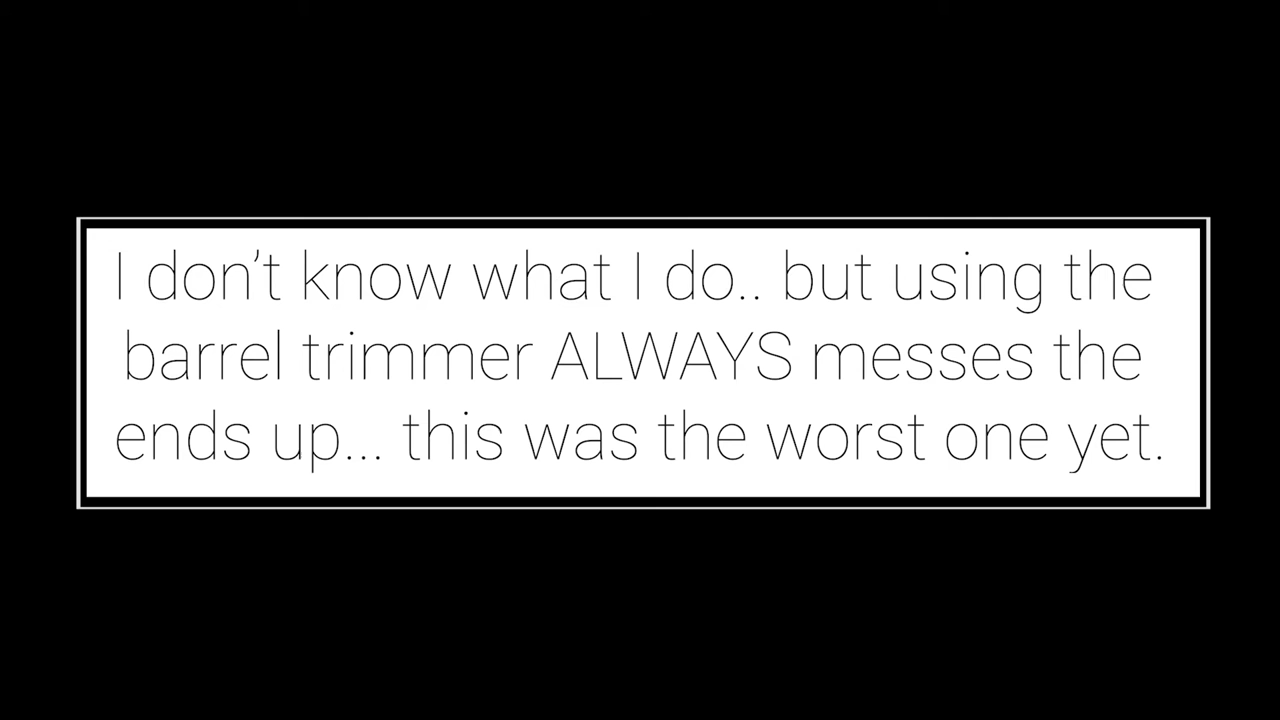 I don’t know what I do.. but using the
barrel trimmer ALWAYS messes the
ends up... this was the worst one yet.